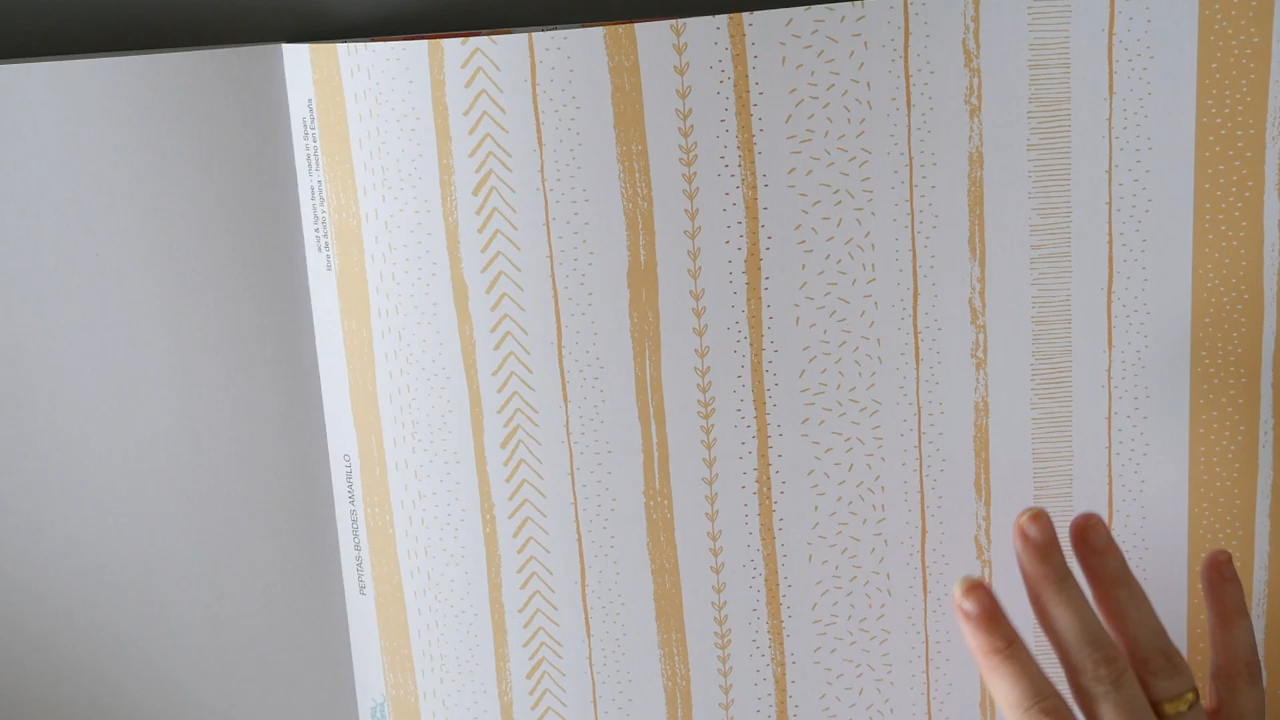 acid & lignin free - made in Spain
libre de ácido y lignina - hecho en España
PEPITAS-BORDES AMARILLO